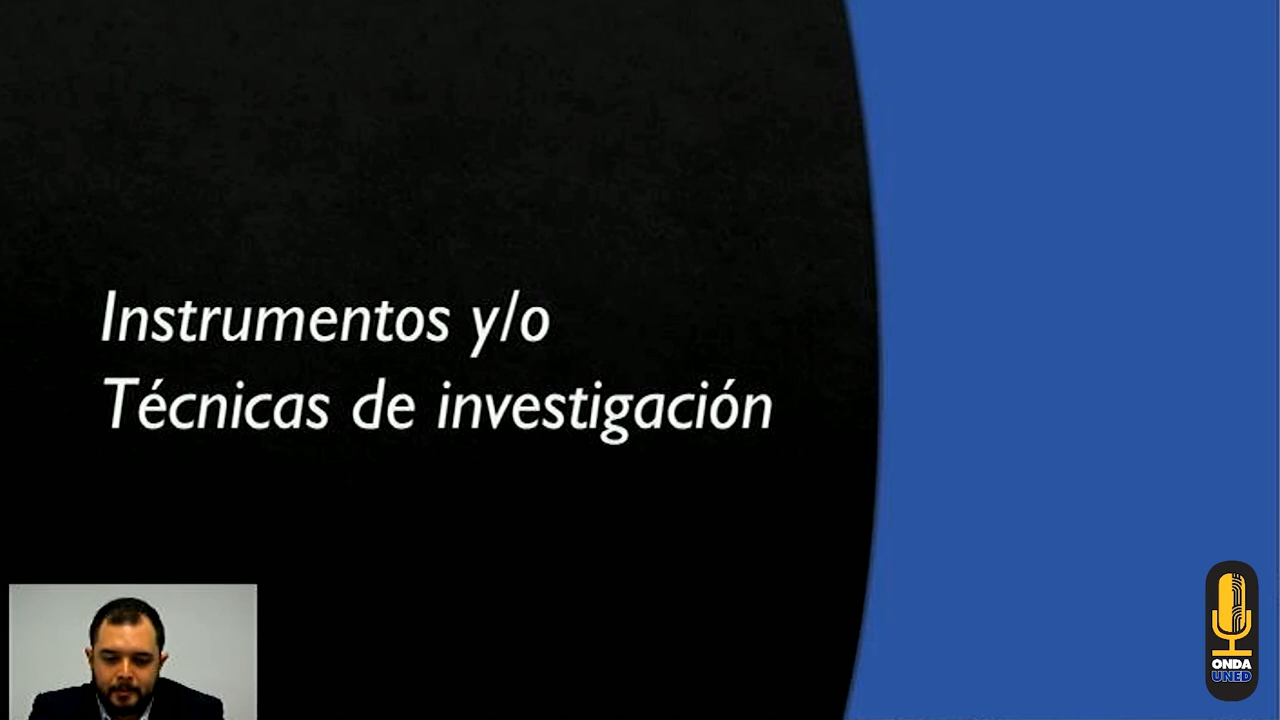 Instrumentos y/o
Técnicas de investigación
ONDA
UNED